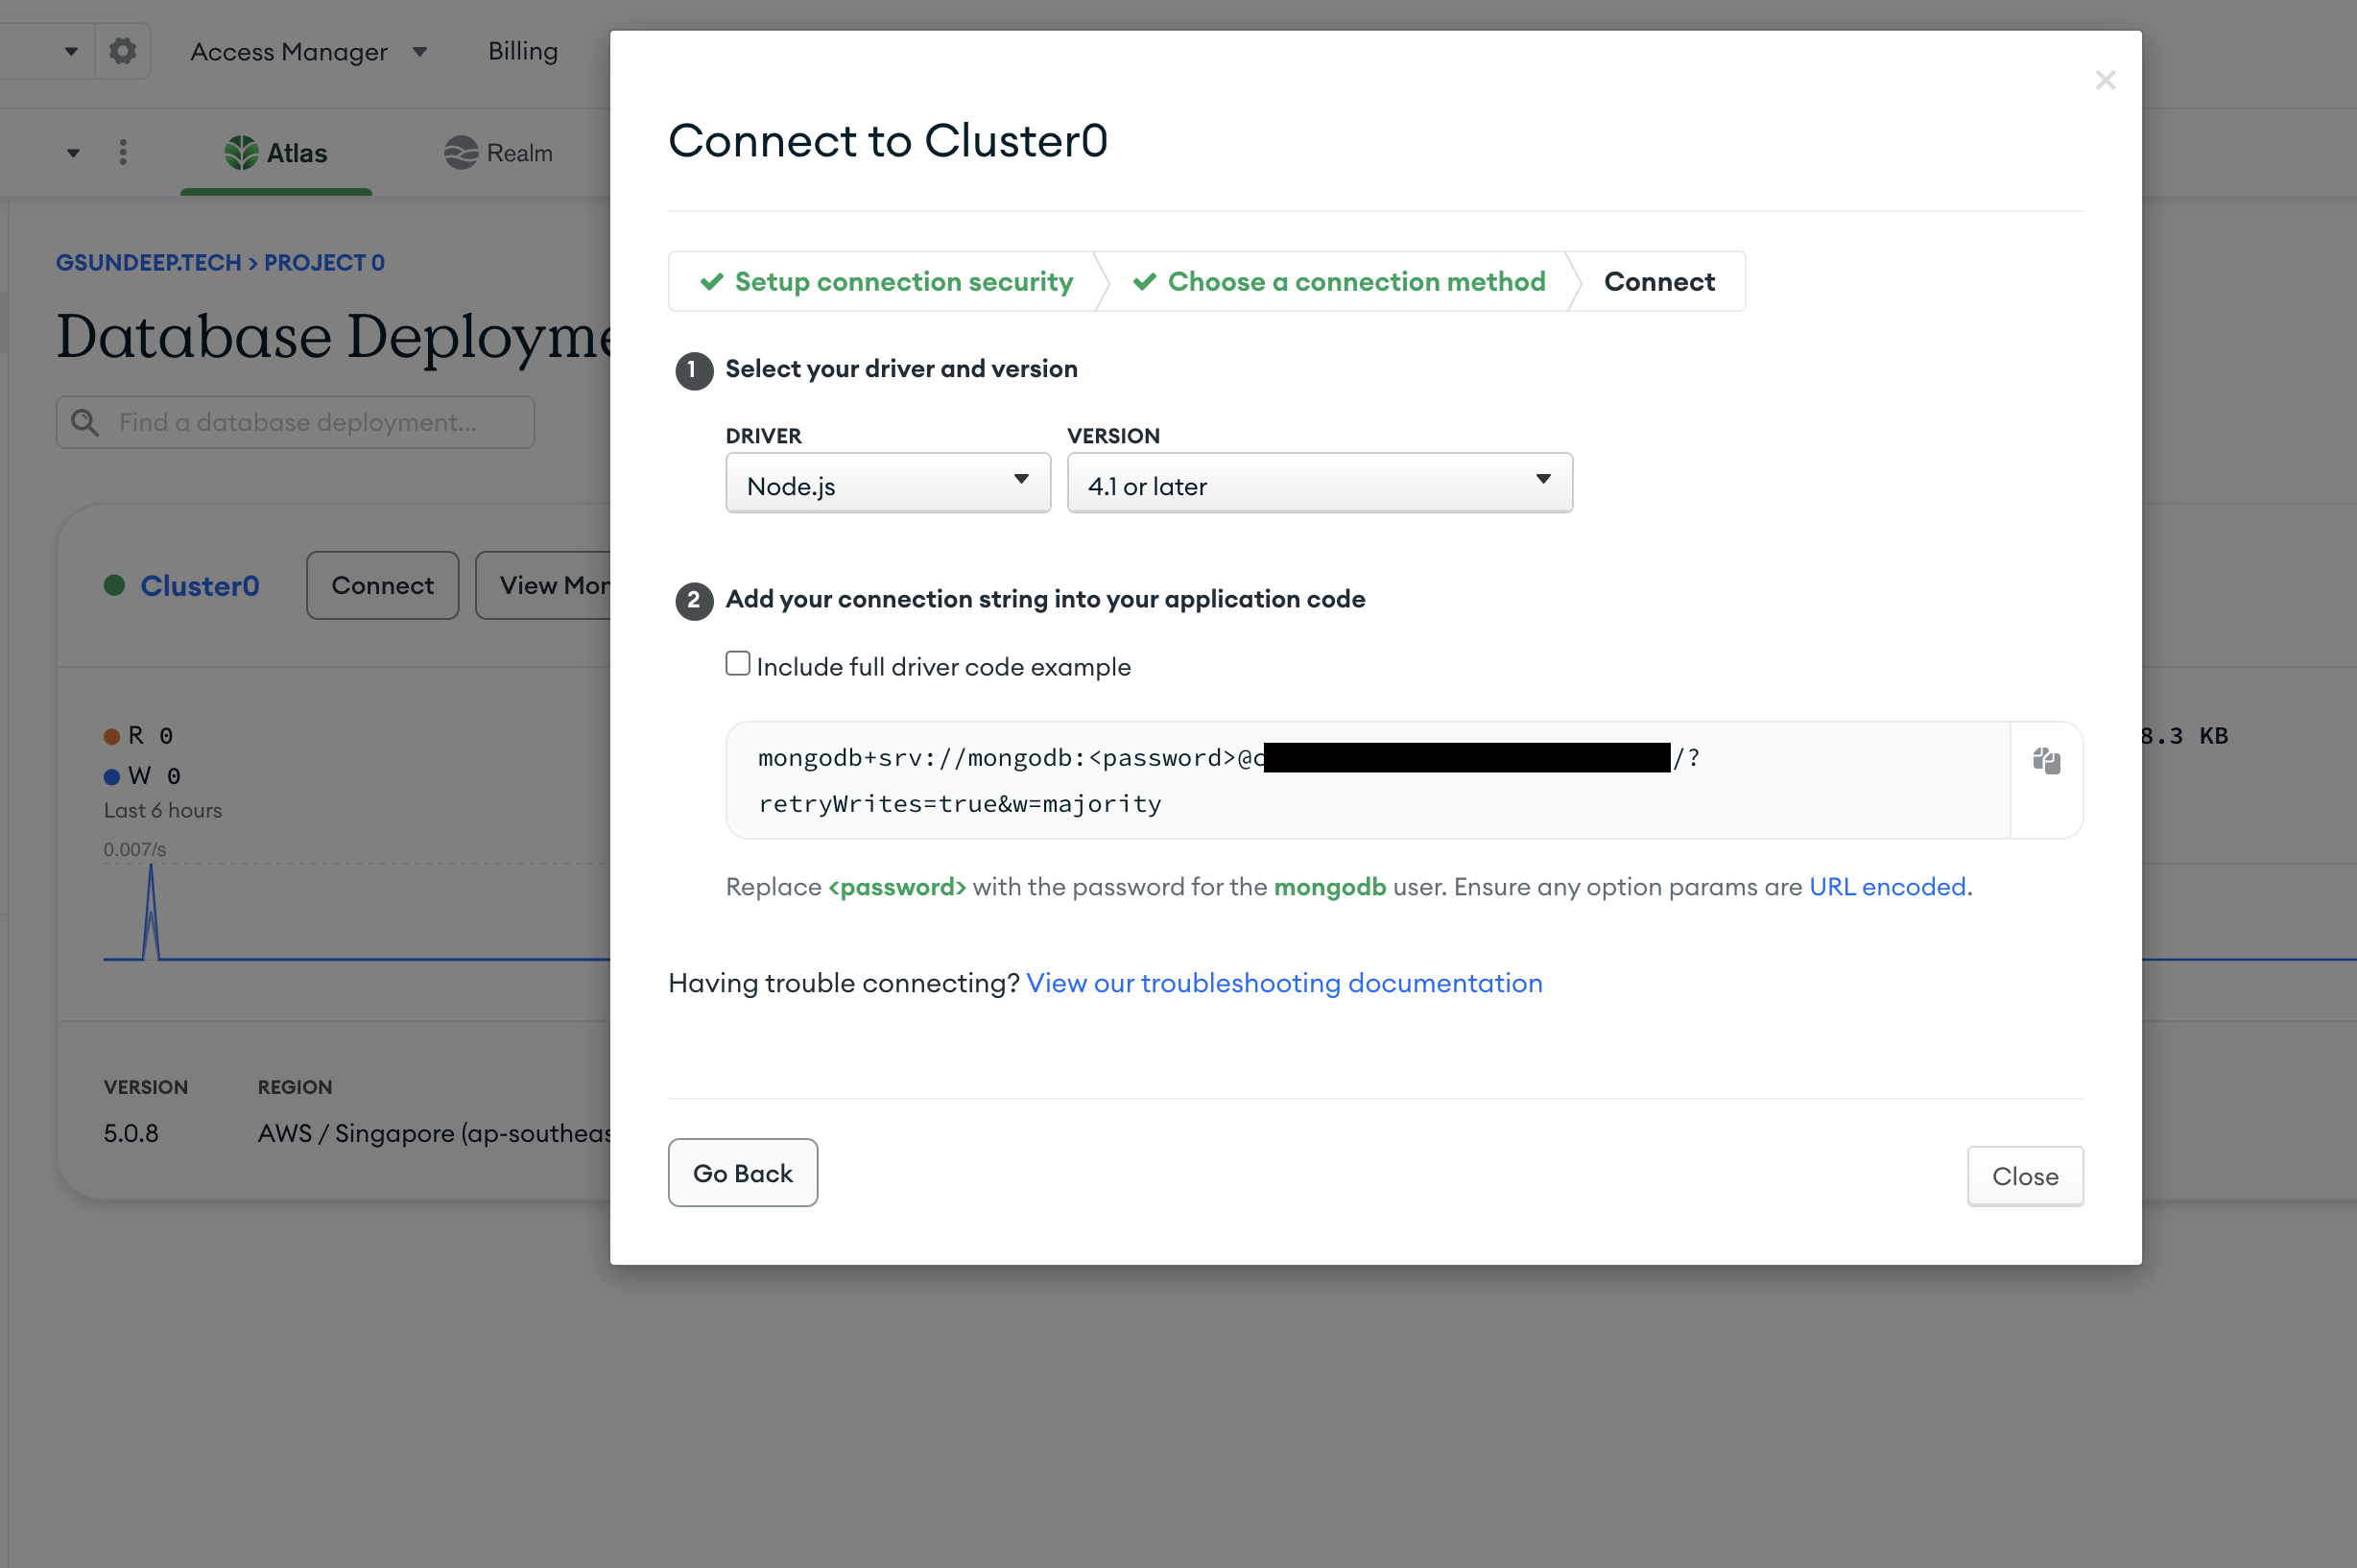 Access Manager
Billing
Atlas
Realm
GSUNDEEP.TECH > PROJECT 0
Database Deployme
Find a database deployment...
Cluster0
Connect
View Mon
R 0
W 0
Last 6 hours
0.007/s
VERSION
REGION
5.0.8
AWS / Singapore (ap-southeas
8.3 KB
Connect to Cluster0
Setup connection security
Choose a connection method
Connect
1 Select your driver and version
DRIVER
VERSION
Node.js
4.1 or later
2 Add your connection string into your application code
Include full driver code example
mongodb+srv://mongodb:<password>@c /?
retryWrites=true&w=majority
Replace <password> with the password for the mongodb user. Ensure any option params are URL encoded.
Having trouble connecting? View our troubleshooting documentation
Go Back
Close